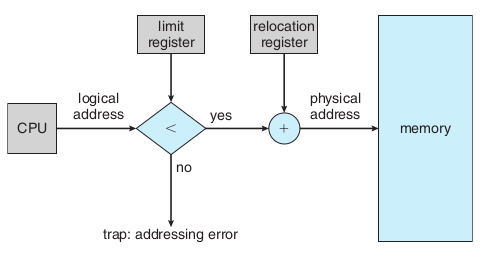 limit
register
relocation
register
logical
address
CPU
<
yes
+
physical
address
memory
no
trap: addressing error